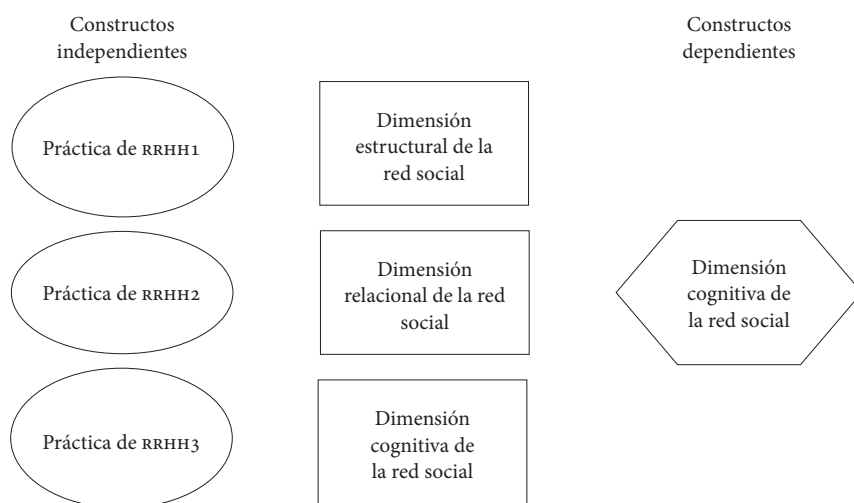 Constructos
independientes
Constructos
dependientes
Práctica de RRHH1
Dimensión
estructural de la
red social
Práctica de RRHH2
Dimensión
relacional de la red
social
Dimensión
cognitiva de
la red social
Práctica de RRHH3
Dimensión
cognitiva de
la red social